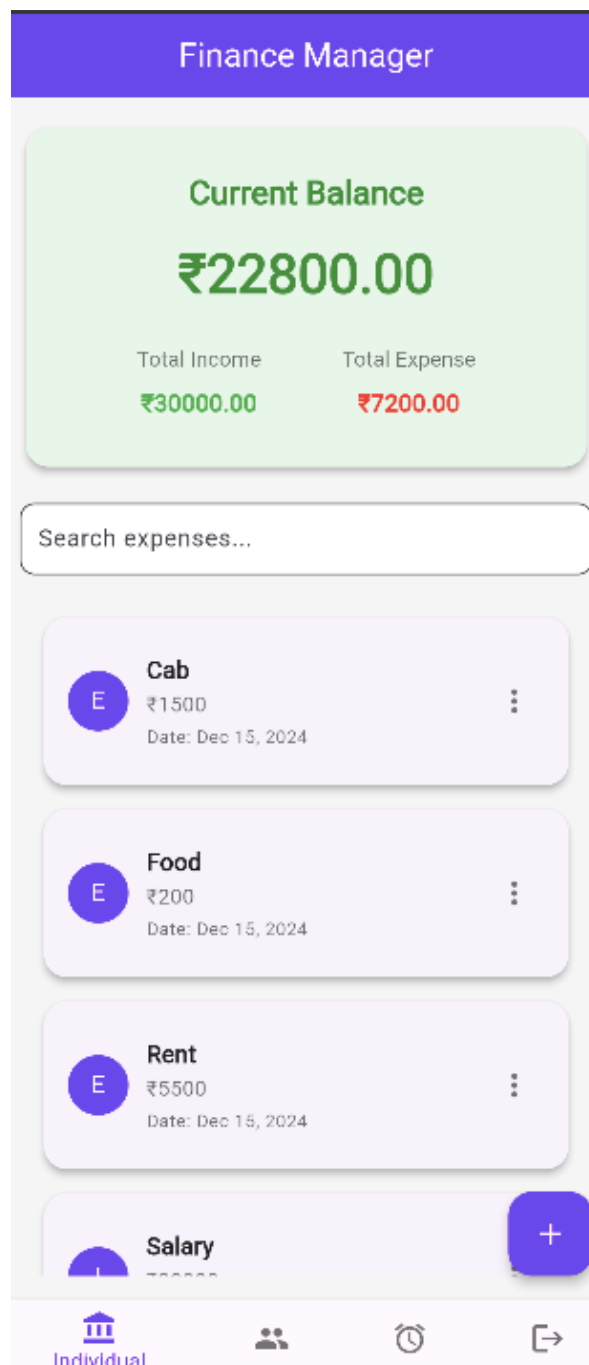 Finance Manager
Current Balance
₹22800.00
Total Income Total Expense
₹30000.00 ₹7200.00
Search expenses...
Cab
E
₹1500
Date: Dec 15, 2024
Food
E
₹200
Date: Dec 15, 2024
Rent
E
₹5500
Date: Dec 15, 2024
Salary
Individual